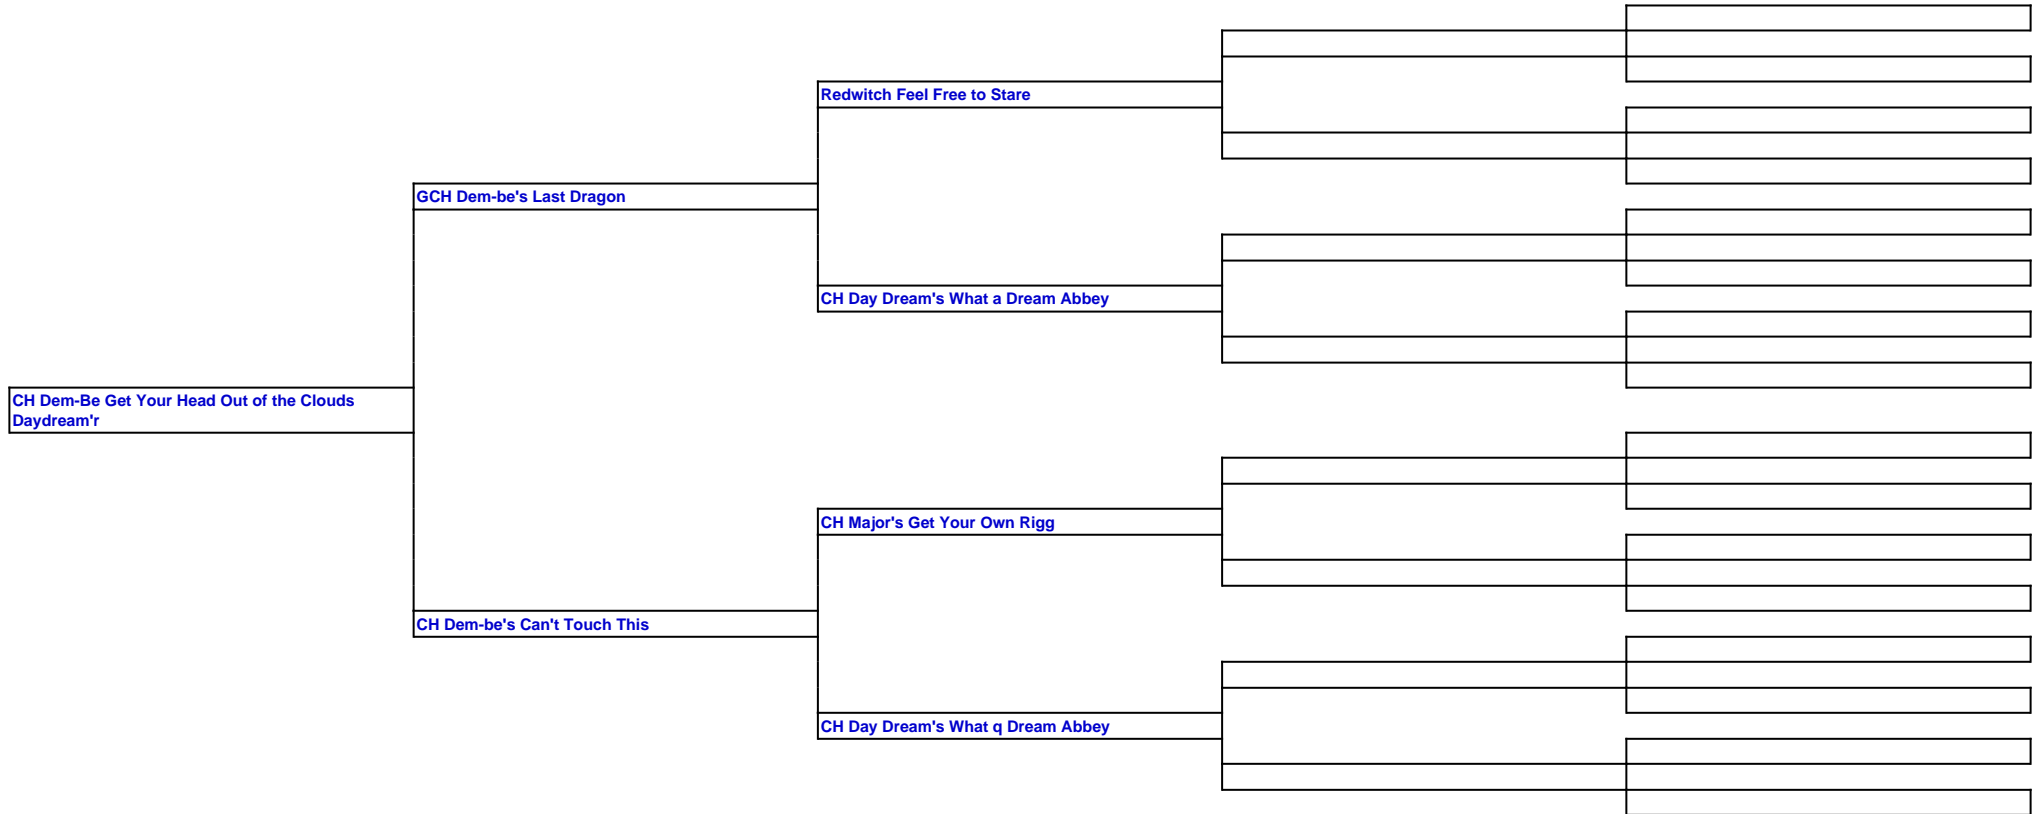 Redwitch Feel Free to Stare
GCH Dem-be's Last Dragon
CH Day Dream's What a Dream Abbey
CH Dem-Be Get Your Head Out of the Clouds
Daydream'r
CH Major's Get Your Own Rigg
CH Dem-be's Can't Touch This
CH Day Dream's What q Dream Abbey